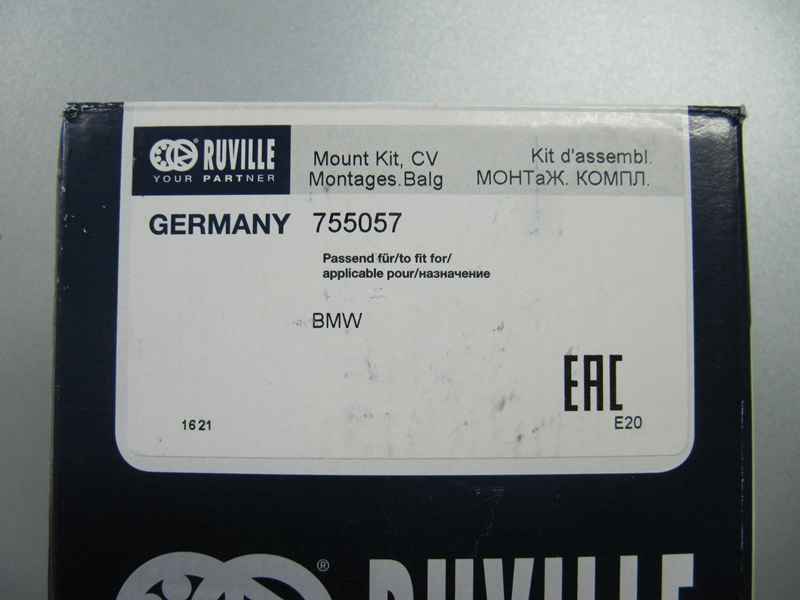 RUVILLE
YOUR PARTNER
Mount Kit, CV
Kit d'assembl.
Montages.Balg
МОНТаЖ. КОМПЛ.
GERMANY 755057
Passend für/to fit for/
applicable pour/назначение
BMW
EAC
1621
E20
®
RUVILLE